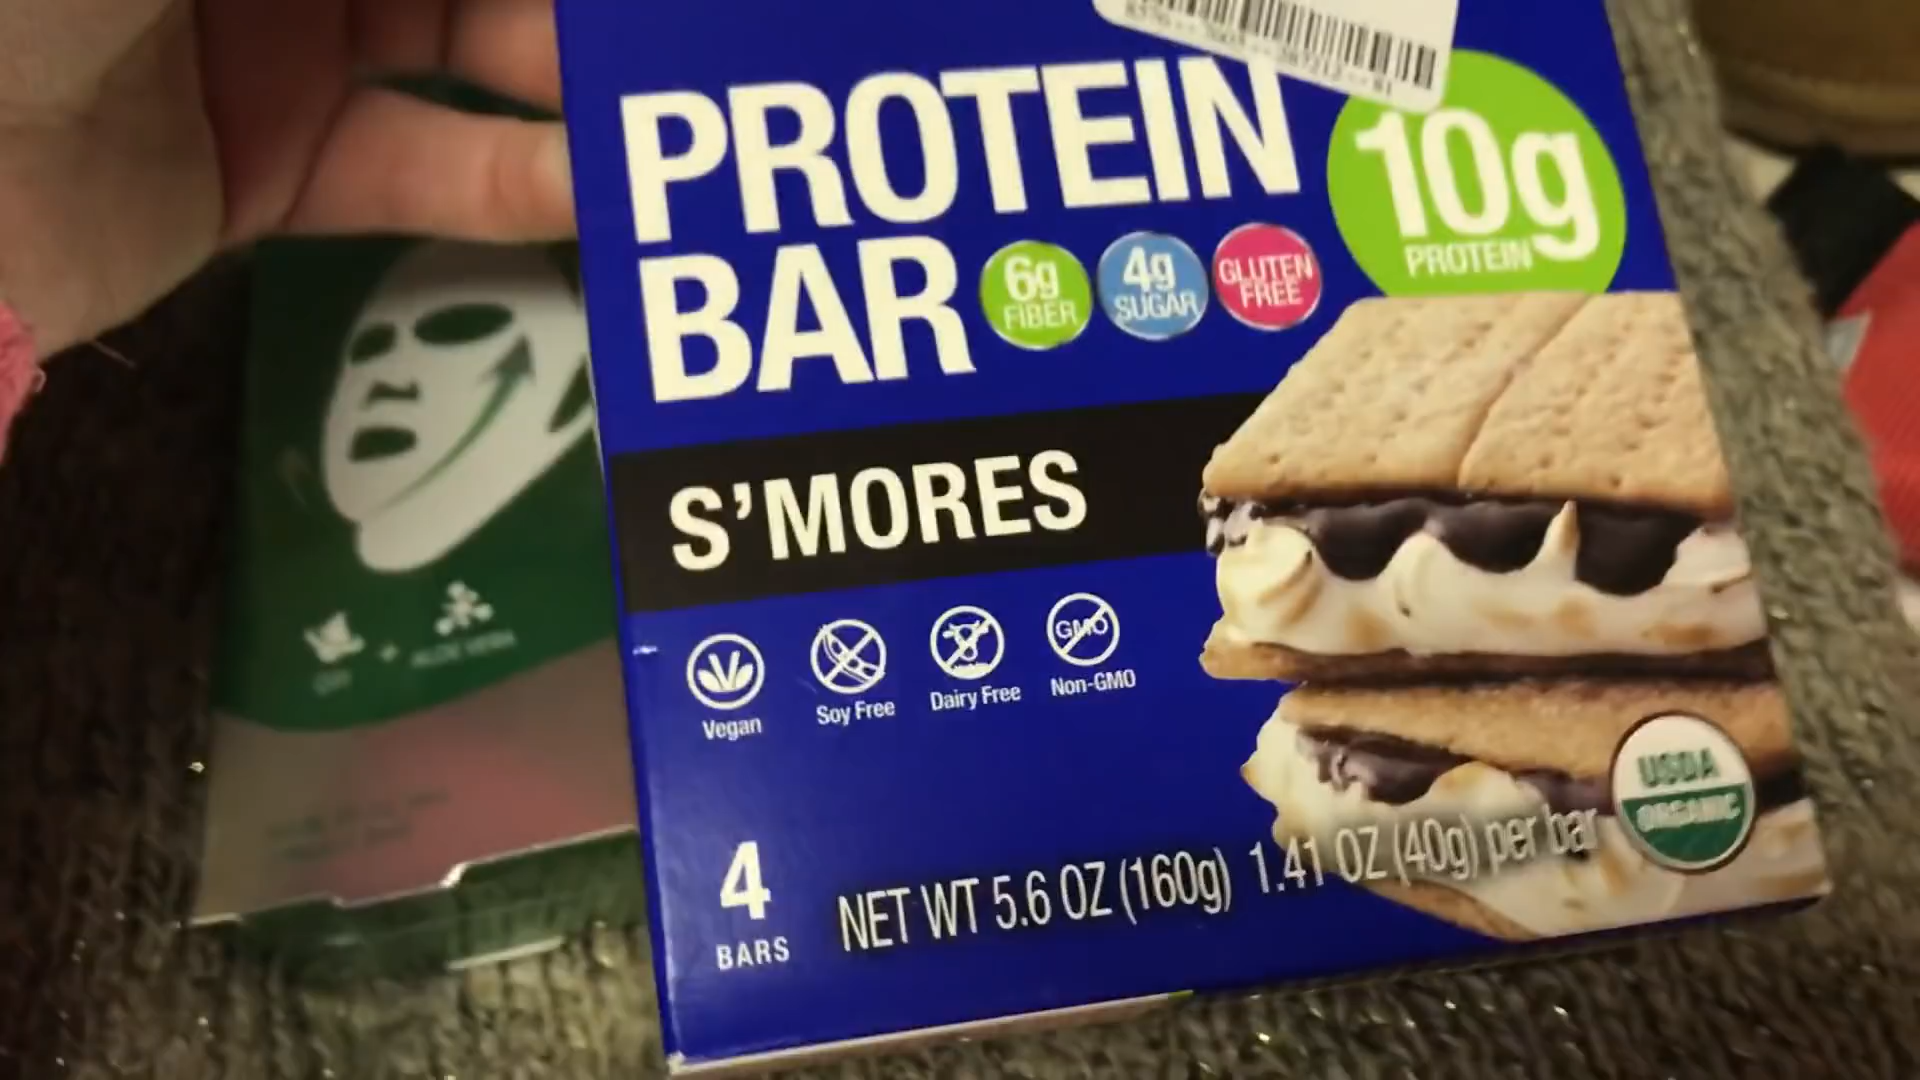 PROTEIN
BAR
10g
PROTEIN
6g
FIBER
4g
SUGAR
GLUTEN
FREE
S'MORES
Vegan
Soy Free
Dairy Free
GMO
Non-GMO
USDA
ORGANIC
4
BARS
NET WT 5.6 OZ (160g) 1.41 OZ (40g) per bar